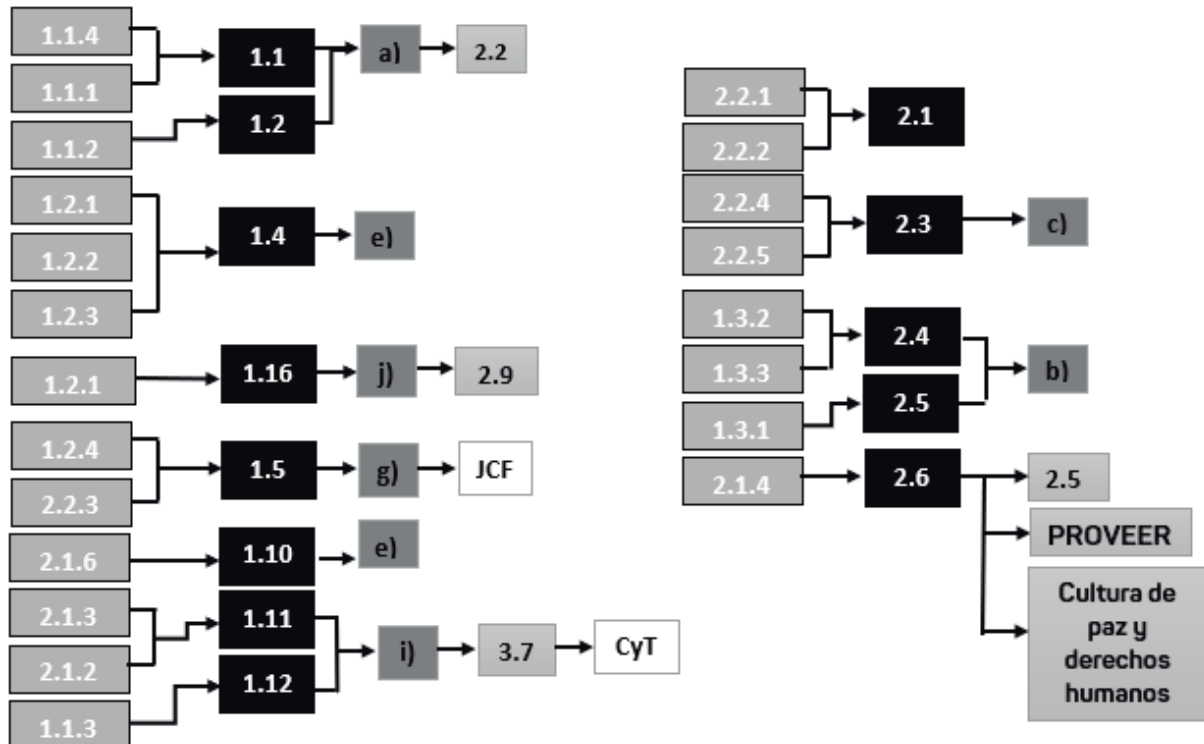 1.1.4
1.1.1
1.1.2
1.1
1.2
a)
2.2
1.2.1
1.2.2
1.2.3
1.4
e)
1.2.1
1.16
j)
2.9
1.2.4
2.2.3
1.5
g)
JCF
2.1.6
1.10
e)
2.1.3
2.1.2
1.1.3
1.11
1.12
i)
3.7
CyT
2.2.1
2.2.2
2.1
2.2.4
2.2.5
2.3
c)
1.3.2
1.3.3
1.3.1
2.4
2.5
b)
2.1.4
2.6
2.5
PROVEER
Cultura de
paz y
derechos
humanos